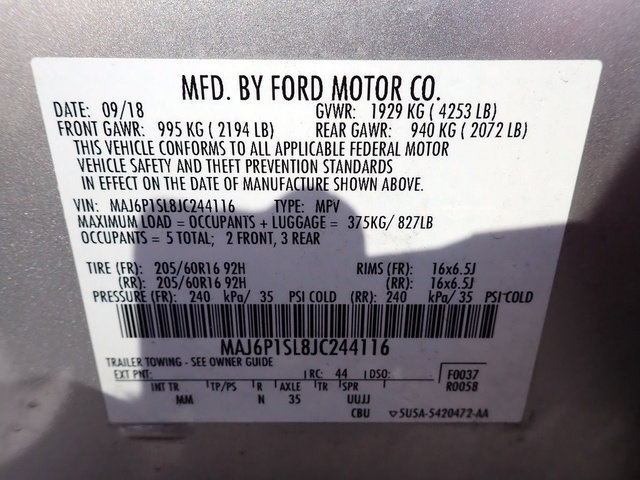 MFD. BY FORD MOTOR CO.
DATE: 09/18 GVWR: 1929 KG ( 4253 LB)
FRONT GAWR: 995 KG ( 2194 LB) REAR GAWR: 940 KG ( 2072 LB)
THIS VEHICLE CONFORMS TO ALL APPLICABLE FEDERAL MOTOR
VEHICLE SAFETY AND THEFT PREVENTION STANDARDS
IN EFFECT ON THE DATE OF MANUFACTURE SHOWN ABOVE.
VIN: MAJ6P1SL8JC244116 TYPE: MPV
MAXIMUM LOAD = OCCUPANTS + LUGGAGE = 375KG/ 827LB
OCCUPANTS = 5 TOTAL; 2 FRONT, 3 REAR
TIRE (FR): 205/60R16 92H RIMS (FR): 16x6.5J
(RR): 205/60R16 92H (RR): 16x6.5J
PRESSURE (FR): 240 kPa/ 35 PSI COLD (RR): 240 kPa/ 35 PSI COLD
MAJ6P1SL8JC244116
TRAILER TOWING - SEE OWNER GUIDE
EXT PNT: RC: 44 DSO: F0037
R0058
INT TR TP/PS R AXLE TR SPR
MM N 35 UUJJ
CBU 5U5A-5420472-AA